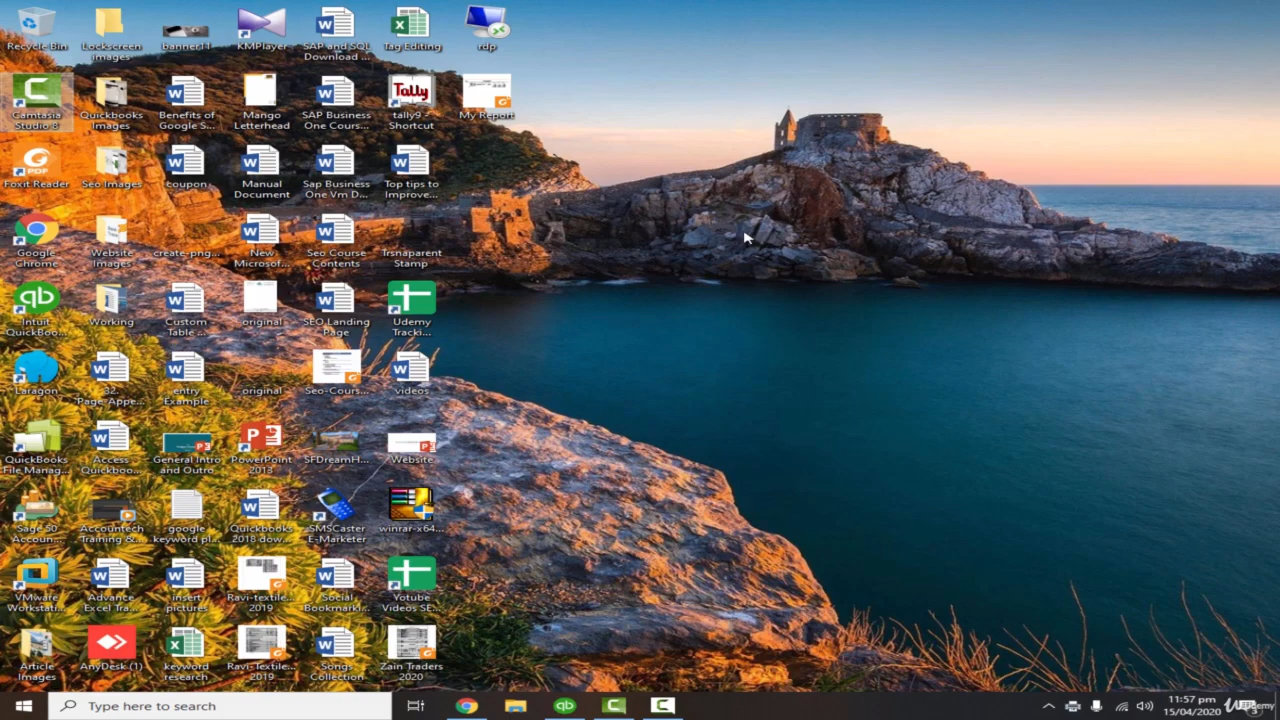 Recycle Bin
Lockscreen
images
banner11
KMPlayer
SAP and SQL
Download ...
Tag Editing
rdp
Camtasia
Studio 8
Quickbooks
Images
Benefits of
Google S...
Mango
Letterhead
SAP Business
One Cours...
Tally
tally9 -
Shortcut
My Report
PDF
Foxit Reader
Seo Images
coupon
Manual
Document
Sap Business
One Vm D...
Top tips to
Improve...
Google
Chrome
Website
Images
create-png...
New
Microsof...
Seo Course
Contents
Trsnaparent
Stamp
qb
Intuit
QuickBoo...
Working
Custom
Table ...
original
SEO Landing
Page
Udemy
Tracki...
Laragon
32.
Page-Appe...
entry
Example
original
Seo-Cours...
videos
QuickBooks
File Manag...
Access
Quickboo...
General Intro
and Outro
PowerPoint
2013
SFDreamH...
Website
Sage 50
Accoun...
Accountech
Training &...
google
keyword pl...
Quickbooks
2018 dow...
SMSCaster
E-Marketer
winrar-x64...
VMware
Workstati...
Advance
Excel Tra...
insert
pictures
Ravi-textile...
2019
Social
Bookmarki...
Yotube
Videos SE...
Article
Images
AnyDesk (1)
keyword
research
Ravi-Textile...
2019
Songs
Collection
Zain Traders
2020
Type here to search
qb
11:57 pm
15/04/2020